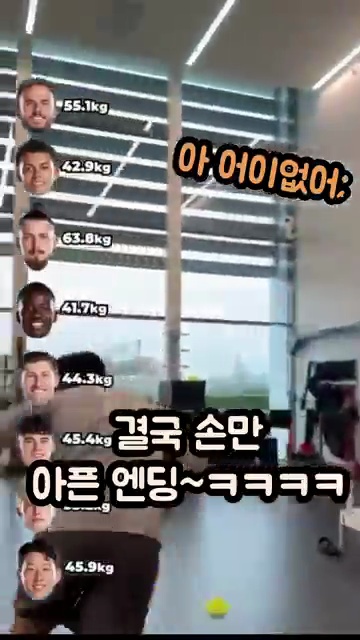 55.1kg
42.9kg
아 어이없어;
63.8kg
41.7kg
44.3kg
45.4kg
결국 손만
아픈 엔딩~ㅋㅋㅋㅋ
45.9kg